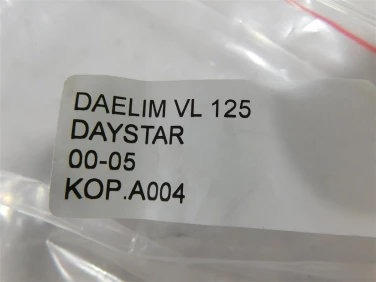 DAELIM VL 125
DAYSTAR
00-05
KOP.A004